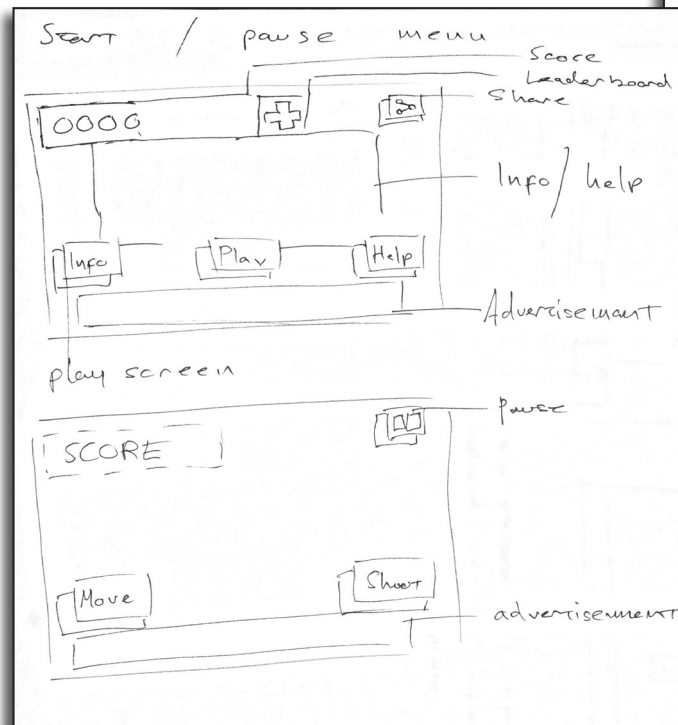 Start / pause menu
Score
Leaderboard
Share
0000
Info / help
Info Play Help
Advertisemant
play screen
Pause
SCORE
Move Shoot
advertisement